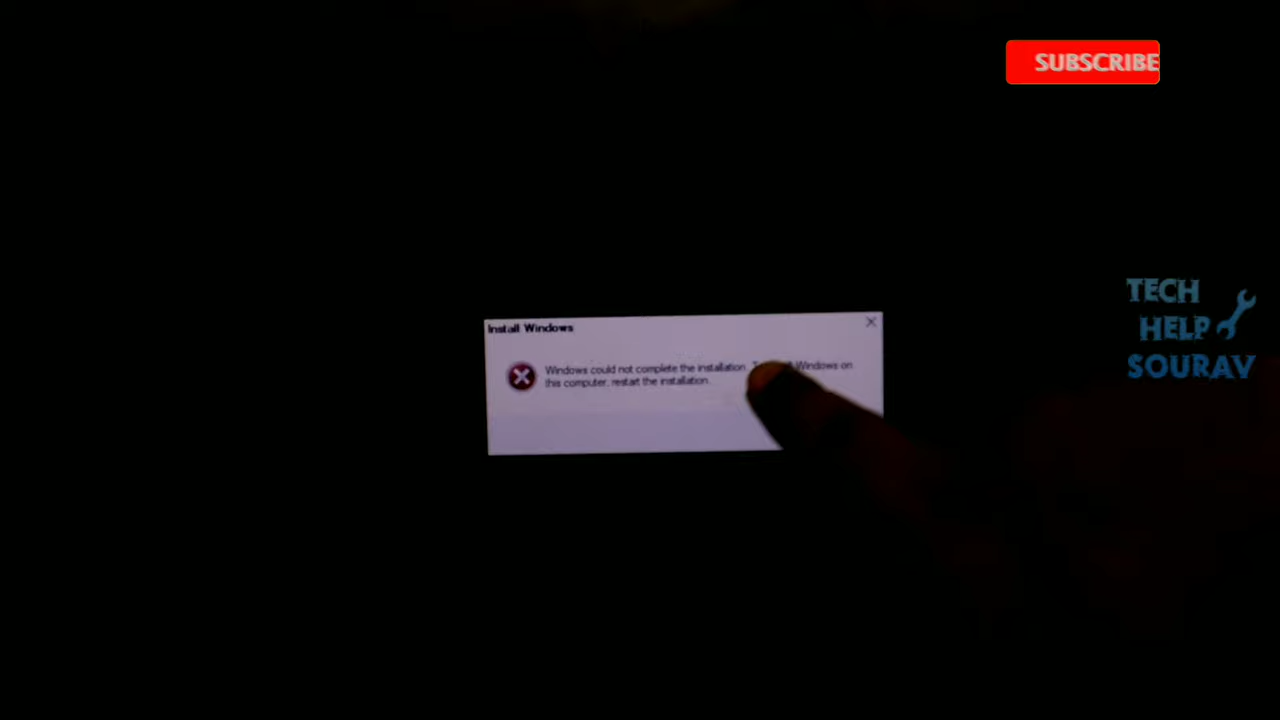 SUBSCRIBE
TECH
HELP
SOURAV
Install Windows
Windows could not complete the installation. Windows on
this computer, restart the installation.